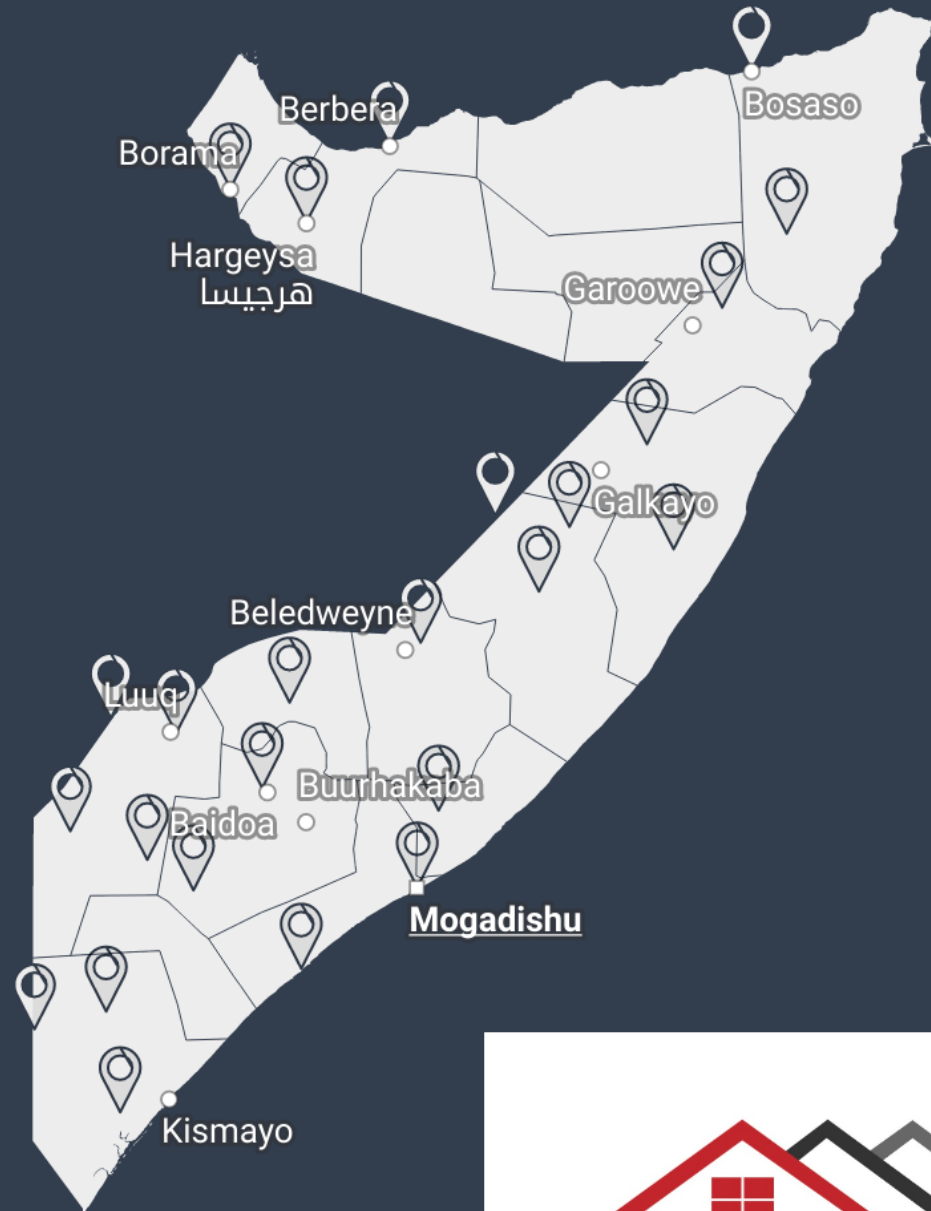 Berbera
Bosaso
Borama
Hargeysa
هرجيسا
Garoowe
Galkayo
Beledweyne
Luuq
Buurhakaba
Baidoa
Mogadishu
Kismayo